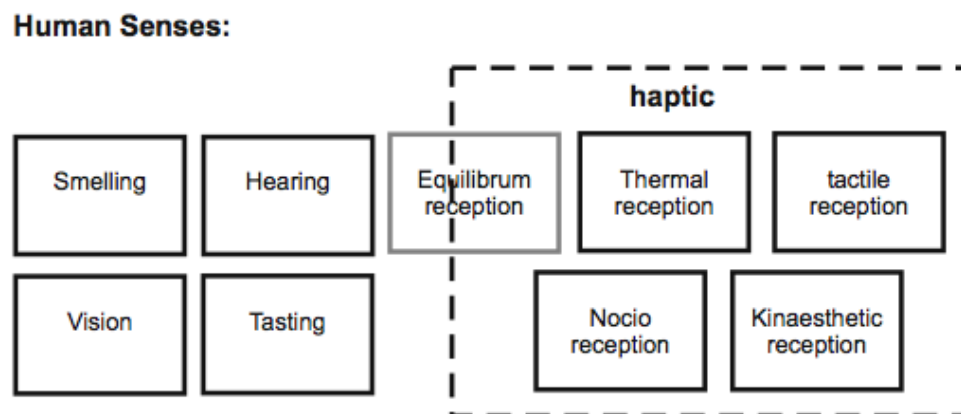 Human Senses:
haptic
Smelling
Hearing
Equilibrum
reception
Thermal
reception
tactile
reception
Vision
Tasting
Nocio
reception
Kinaesthetic
reception